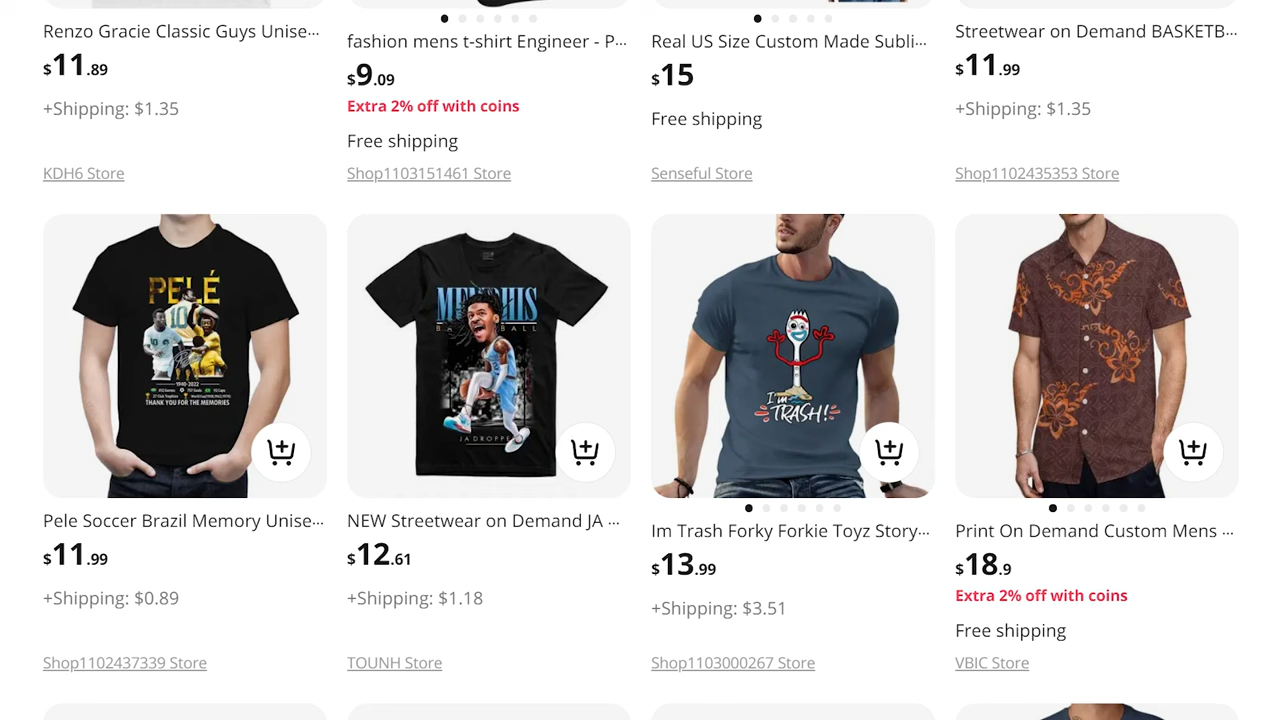 Renzo Gracie Classic Guys Unise...
$11.89
+Shipping: $1.35
KDH6 Store
fashion mens t-shirt Engineer - P...
$9.09
Extra 2% off with coins
Free shipping
Shop1103151461 Store
Real US Size Custom Made Subli...
$15
Free shipping
Senseful Store
Streetwear on Demand BASKETB...
$11.99
+Shipping: $1.35
Shop1102435353 Store
PELÉ
10
1940-2022
THANK YOU FOR THE MEMORIES
Pele Soccer Brazil Memory Unise...
$11.99
+Shipping: $0.89
Shop1102437339 Store
MEMPHIS
NEW Streetwear on Demand JA ...
$12.61
+Shipping: $1.18
TOUNH Store
I'm
TRASH!
Im Trash Forky Forkie Toyz Story...
$13.99
+Shipping: $3.51
Shop1103000267 Store
Print On Demand Custom Mens ...
$18.9
Extra 2% off with coins
Free shipping
VBIC Store